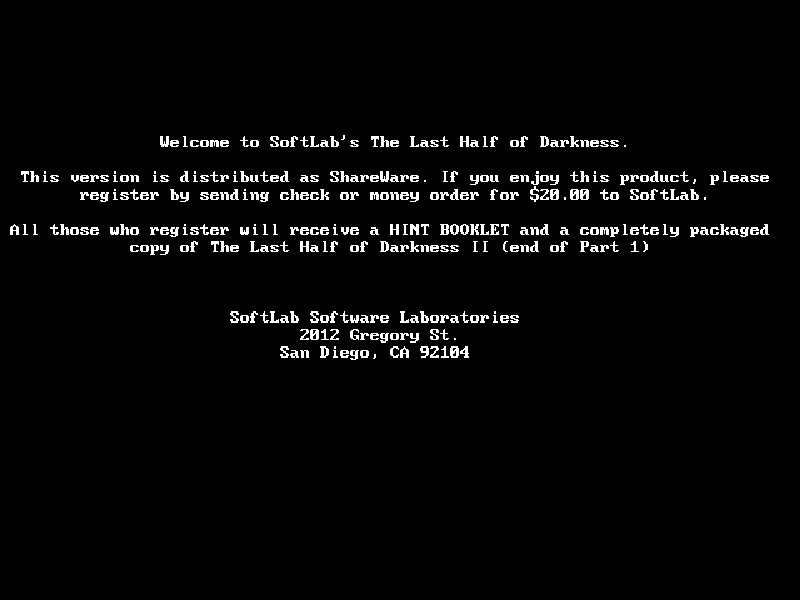 Welcome to SoftLab's The Last Half of Darkness.
This version is distributed as ShareWare. If you enjoy this product, please
register by sending check or money order for $20.00 to SoftLab.
All those who register will receive a HINT BOOKLET and a completely packaged
copy of The Last Half of Darkness II (end of Part 1)
SoftLab Software Laboratories
2012 Gregory St.
San Diego, CA 92104